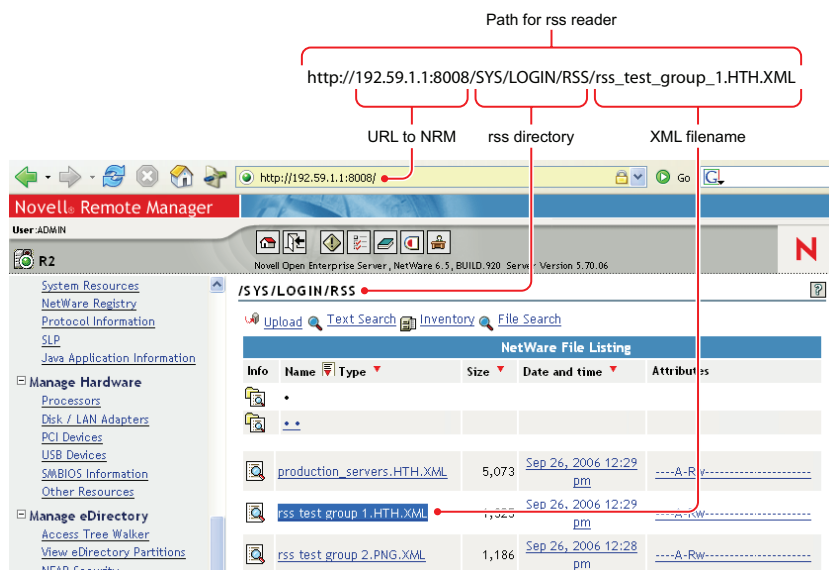 Path for rss reader
http://192.59.1.1:8008/SYS/LOGIN/RSS/rss_test_group_1.HTH.XML
URL to NRM rss directory XML filename
http://192.59.1.1:8008/ Go G
Novell® Remote Manager
User:ADMIN
R2
Novell Open Enterprise Server, NetWare 6.5, BUILD.920 Server Version 5.70.06
N
System Resources
NetWare Registry
Protocol Information
SLP
Java Application Information
Manage Hardware
Processors
Disk / LAN Adapters
PCI Devices
USB Devices
SMBIOS Information
Other Resources
Manage eDirectory
Access Tree Walker
View eDirectory Partitions
/SYS/LOGIN/RSS ?
Upload Text Search Inventory File Search
NetWare File Listing
Info Name Type Size Date and time Attributes
.
..
production_servers.HTH.XML 5,073 Sep 26, 2006 12:29 pm ----A-Rw----------------------
rss test group 1.HTH.XML Sep 26, 2006 12:29 pm ----A-Rw----------------------
rss test group 2.PNG.XML 1,186 Sep 26, 2006 12:28 pm ----A-Rw----------------------